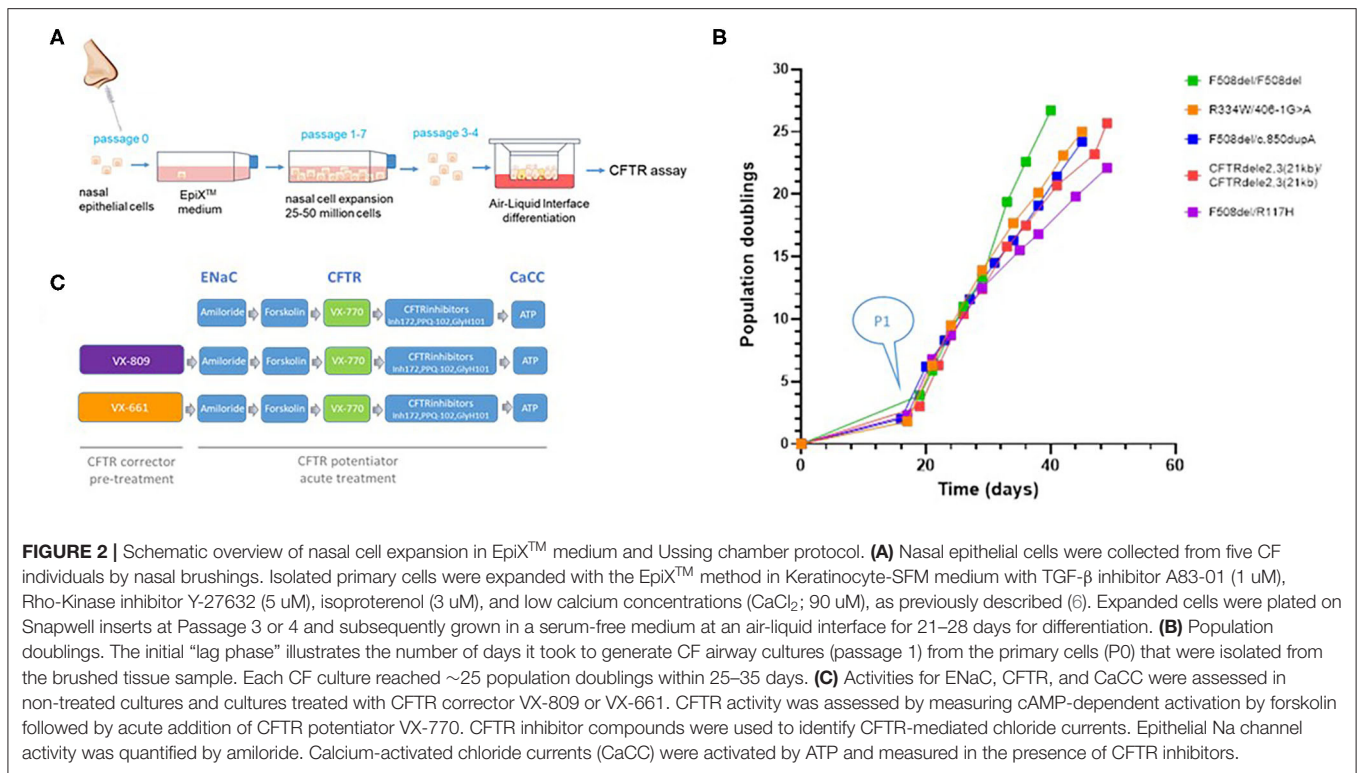 A
passage 0
passage 1-7
passage 3-4
nasal
epithelial cells
EpiX™
medium
nasal cell expansion
25-50 million cells
Air-Liquid Interface
differentiation
CFTR assay
B
30
25
20
15
10
5
0
Population doublings
P1
0
20
40
60
Time (days)
F508del/F508del
R334W/406-1G>A
F508del/c.850dupA
CFTRdele2,3(21kb)/
CFTRdele2,3(21kb)
F508del/R117H
C
ENaC
CFTR
CaCC
Amiloride
Forskolin
VX-770
CFTRinhibitors
Inh172,PPQ-102,GlyH101
ATP
VX-809
Amiloride
Forskolin
VX-770
CFTRinhibitors
Inh172,PPQ-102,GlyH101
ATP
VX-661
Amiloride
Forskolin
VX-770
CFTRinhibitors
Inh172,PPQ-102,GlyH101
ATP
CFTR corrector
pre-treatment
CFTR potentiator
acute treatment
FIGURE 2 | Schematic overview of nasal cell expansion in EpiX™ medium and Ussing chamber protocol. (A) Nasal epithelial cells were collected from five CF
individuals by nasal brushings. Isolated primary cells were expanded with the EpiX™ method in Keratinocyte-SFM medium with TGF-β inhibitor A83-01 (1 uM),
Rho-Kinase inhibitor Y-27632 (5 uM), isoproterenol (3 uM), and low calcium concentrations (CaCl₂; 90 uM), as previously described (6). Expanded cells were plated on
Snapwell inserts at Passage 3 or 4 and subsequently grown in a serum-free medium at an air-liquid interface for 21–28 days for differentiation. (B) Population
doublings. The initial “lag phase” illustrates the number of days it took to generate CF airway cultures (passage 1) from the primary cells (P0) that were isolated from
the brushed tissue sample. Each CF culture reached ∼25 population doublings within 25–35 days. (C) Activities for ENaC, CFTR, and CaCC were assessed in
non-treated cultures and cultures treated with CFTR corrector VX-809 or VX-661. CFTR activity was assessed by measuring cAMP-dependent activation by forskolin
followed by acute addition of CFTR potentiator VX-770. CFTR inhibitor compounds were used to identify CFTR-mediated chloride currents. Epithelial Na channel
activity was quantified by amiloride. Calcium-activated chloride currents (CaCC) were activated by ATP and measured in the presence of CFTR inhibitors.